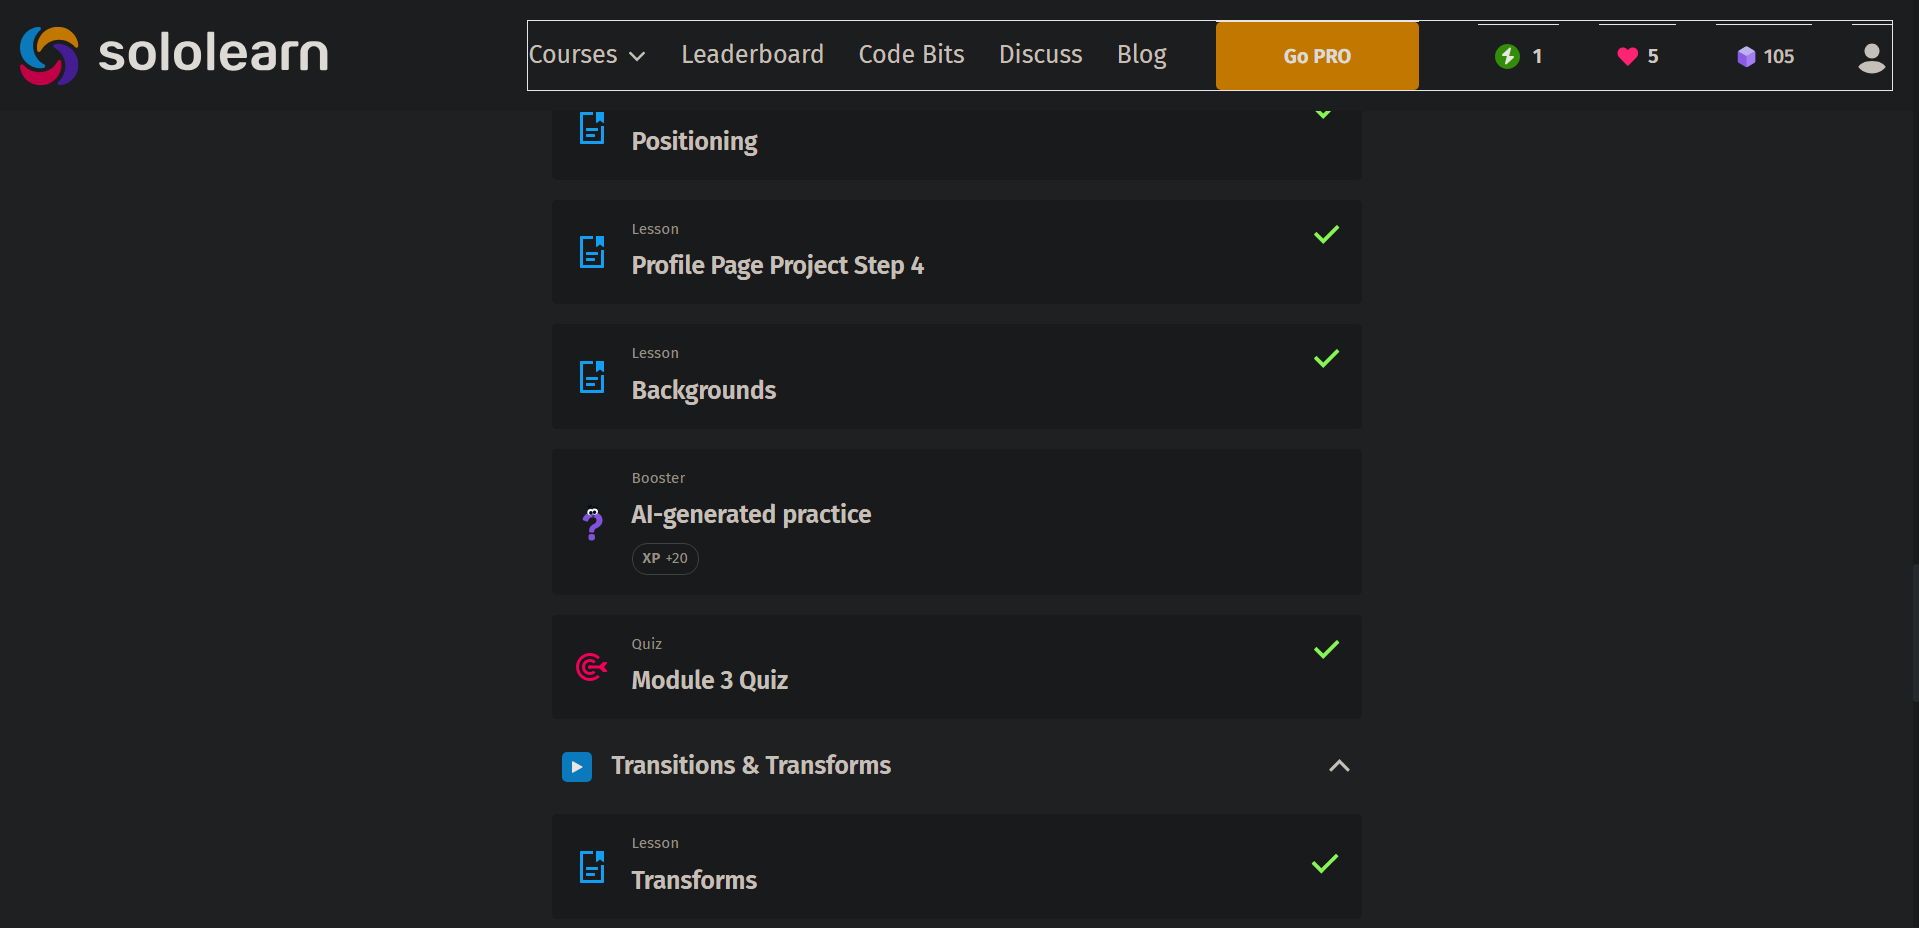 sololearn
Courses Leaderboard Code Bits Discuss Blog Go PRO 1 5 105
Positioning
Lesson
Profile Page Project Step 4
Lesson
Backgrounds
Booster
AI-generated practice
XP +20
Quiz
Module 3 Quiz
Transitions & Transforms
Lesson
Transforms